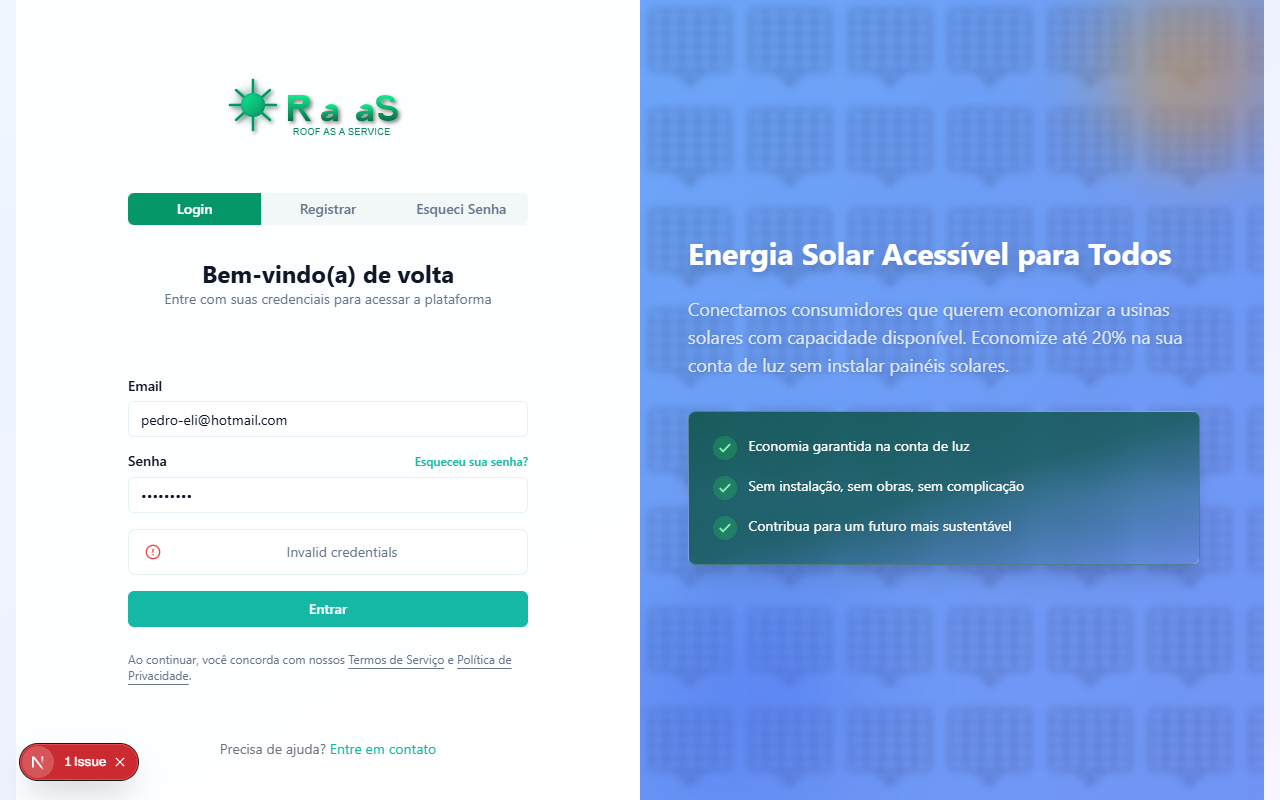 R a aS
ROOF AS A SERVICE
Login
Registrar
Esqueci Senha
Bem-vindo(a) de volta
Entre com suas credenciais para acessar a plataforma
Email
pedro-eli@hotmail.com
Senha
Esqueceu sua senha?
•••••••••
Invalid credentials
Entrar
Ao continuar, você concorda com nossos Termos de Serviço e Política de
Privacidade.
Precisa de ajuda? Entre em contato
N
1 Issue
Energia Solar Acessível para Todos
Conectamos consumidores que querem economizar a usinas
solares com capacidade disponível. Economize até 20% na sua
conta de luz sem instalar painéis solares.
Economia garantida na conta de luz
Sem instalação, sem obras, sem complicação
Contribua para um futuro mais sustentável